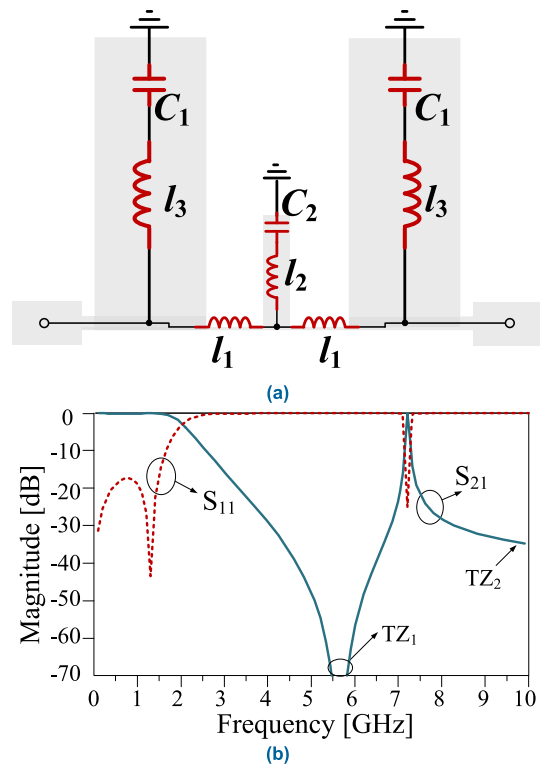 C1
C1
l3
C2
l3
l2
l1
l1
(a)
0
-10
-20
-30
-40
-50
-60
-70
Magnitude [dB]
S11
S21
TZ2
TZ1
0 1 2 3 4 5 6 7 8 9 10
Frequency [GHz]
(b)